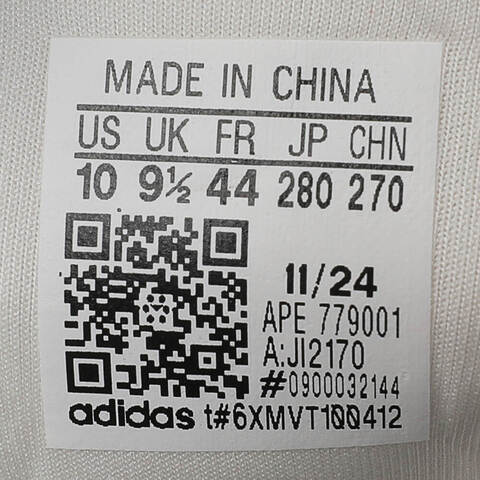 MADE IN CHINA
US UK FR JP CHN
10 9½ 44 280 270
11/24
APE 779001
A:JI2170
#0900032144
adidas t#6XMVT100412